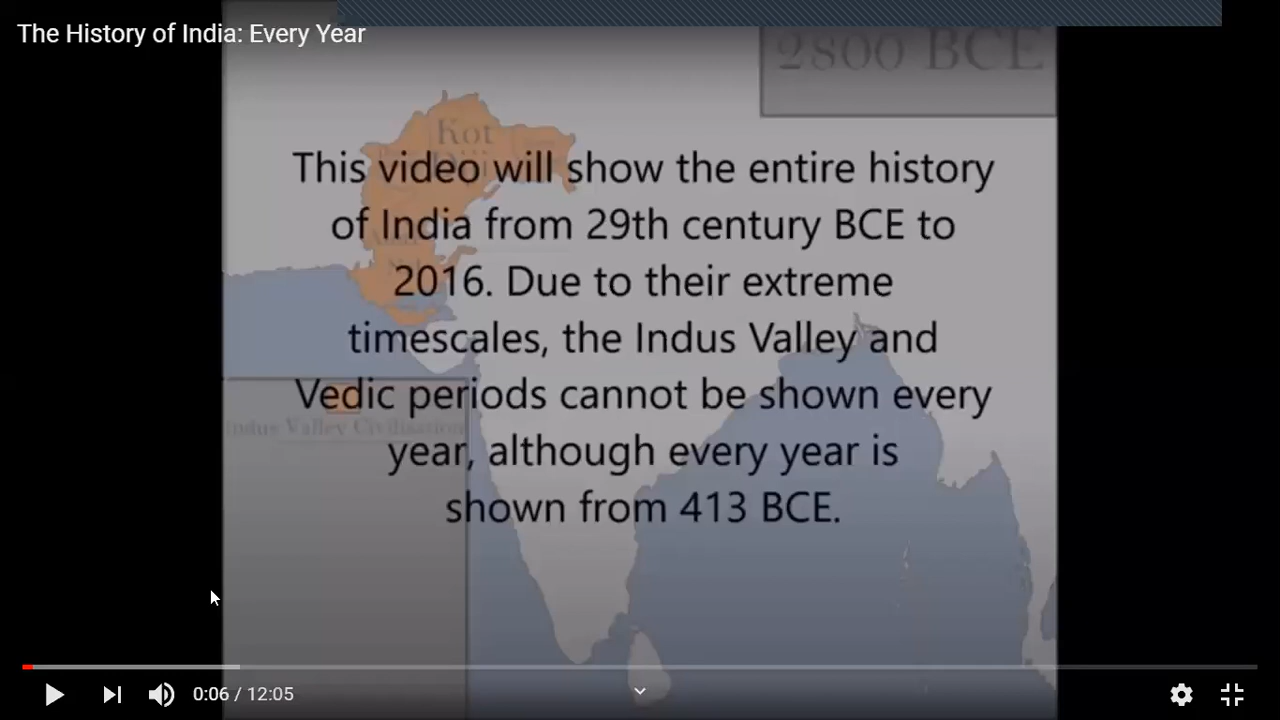 The History of India: Every Year
2800 BCE
Kot
Diji
This video will show the entire history
of India from 29th century BCE to
2016. Due to their extreme
timescales, the Indus Valley and
Vedic periods cannot be shown every
year, although every year is
shown from 413 BCE.
Indus Valley Civilisation
0:06 / 12:05